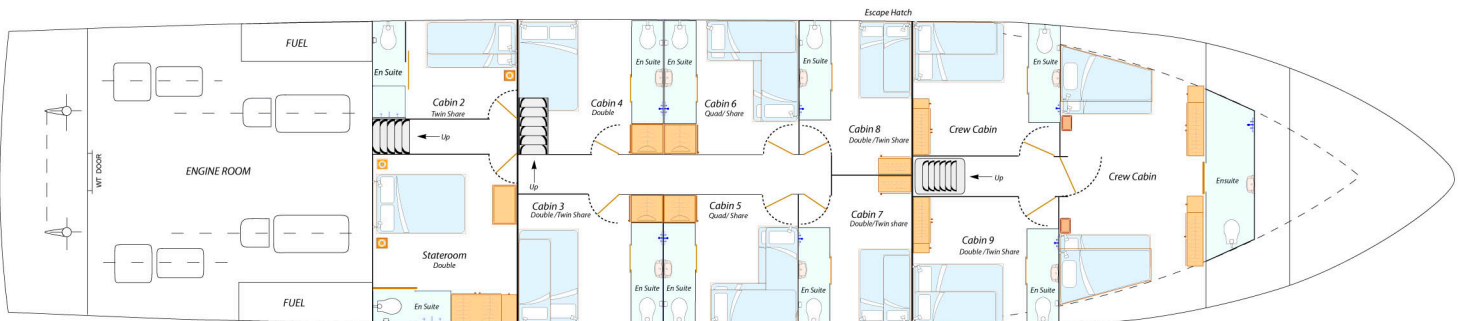 Escape Hatch
FUEL
En Suite
Cabin 2
Twin Share
Up
WT DOOR
ENGINE ROOM
FUEL
Stateroom
Double
En Suite
Cabin 4
Double
En Suite
En Suite
Cabin 6
Quad/ Share
En Suite
Cabin 8
Double/Twin Share
Up
Cabin 3
Double/Twin Share
En Suite
En Suite
Cabin 5
Quad/ Share
En Suite
Cabin 7
Double/Twin share
Crew Cabin
En Suite
Up
Cabin 9
Double/Twin Share
En Suite
Crew Cabin
Ensuite